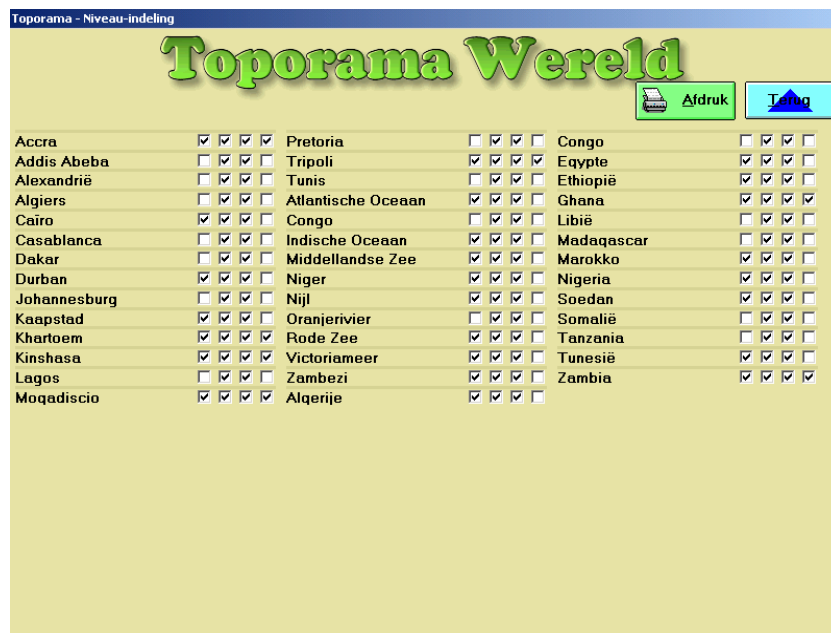 Toporama - Niveau-indeling
Toporama Wereld
Afdruk
Terug
Accra
Addis Abeba
Alexandrië
Algiers
Caïro
Casablanca
Dakar
Durban
Johannesburg
Kaapstad
Khartoem
Kinshasa
Lagos
Mogadiscio
Pretoria
Tripoli
Tunis
Atlantische Oceaan
Congo
Indische Oceaan
Middellandse Zee
Niger
Nijl
Oranjerivier
Rode Zee
Victoriameer
Zambezi
Algerije
Congo
Egypte
Ethiopië
Ghana
Libië
Madagascar
Marokko
Nigeria
Soedan
Somalië
Tanzania
Tunesië
Zambia